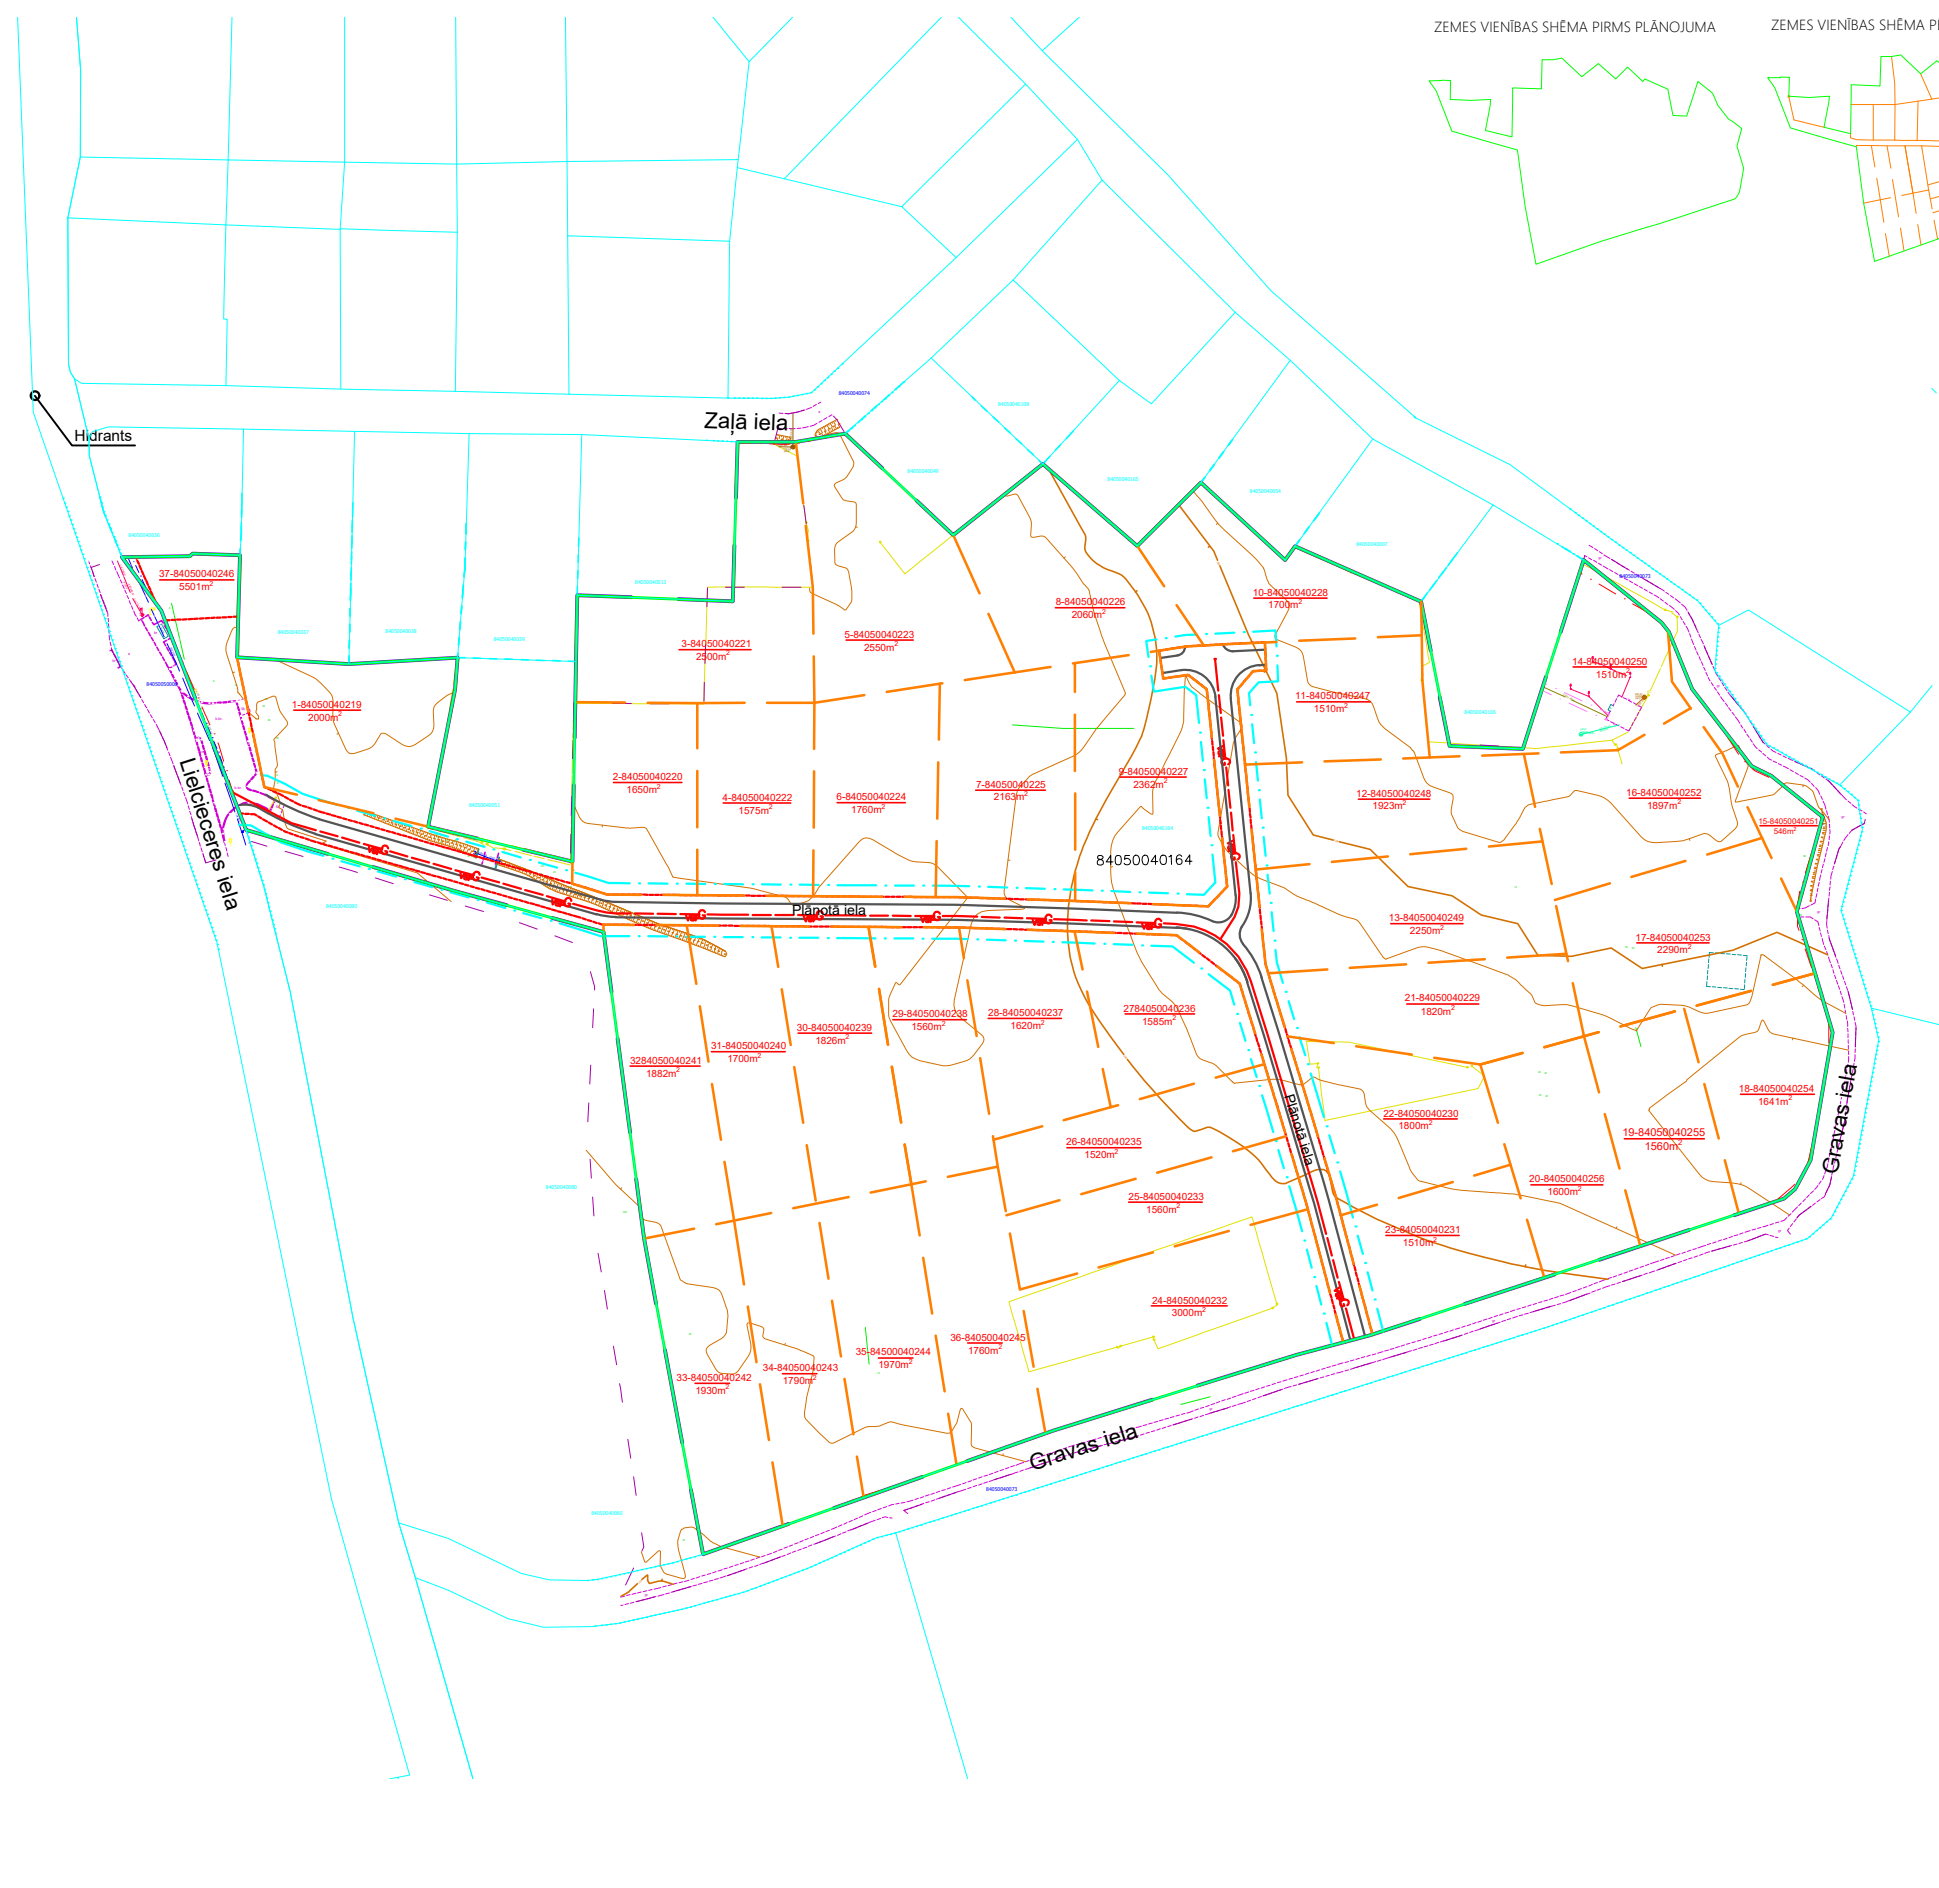 ZEMES VIENĪBAS SHĒMA PIRMS PLĀNOJUMA
ZEMES VIENĪBAS SHĒMA
84050040074
Zaļā iela
Hidrants
37-84050040246
5501m²
84050040073
10-84050040228
1700m²
8-84050040226
2060m²
5-84050040223
2550m²
3-84050040221
2500m²
14-84050040250
1510m²
11-84050040247
1510m²
1-84050040219
2000m²
2-84050040220
1650m²
4-84050040222
1575m²
6-84050040224
1760m²
7-84050040225
2163m²
9-84050040227
2362m²
12-84050040248
1923m²
16-84050040252
1897m²
15-84050040251
546m²
Lielcieceres iela
84050040164
Plānotā iela
13-84050040249
2250m²
17-84050040253
2290m²
21-84050040229
1820m²
2784050040236
1585m²
28-84050040237
1620m²
29-84050040238
1560m²
30-84050040239
1826m²
31-84050040240
1700m²
3284050040241
1882m²
18-84050040254
1641m²
Gravas iela
Plānotā iela
22-84050040230
1800m²
19-84050040255
1560m²
26-84050040235
1520m²
20-84050040256
1600m²
25-84050040233
1560m²
23-84050040231
1510m²
24-84050040232
3000m²
36-84050040245
1760m²
35-84500040244
1970m²
34-84050040243
1790m²
33-84050040242
1930m²
Gravas iela
84050040073